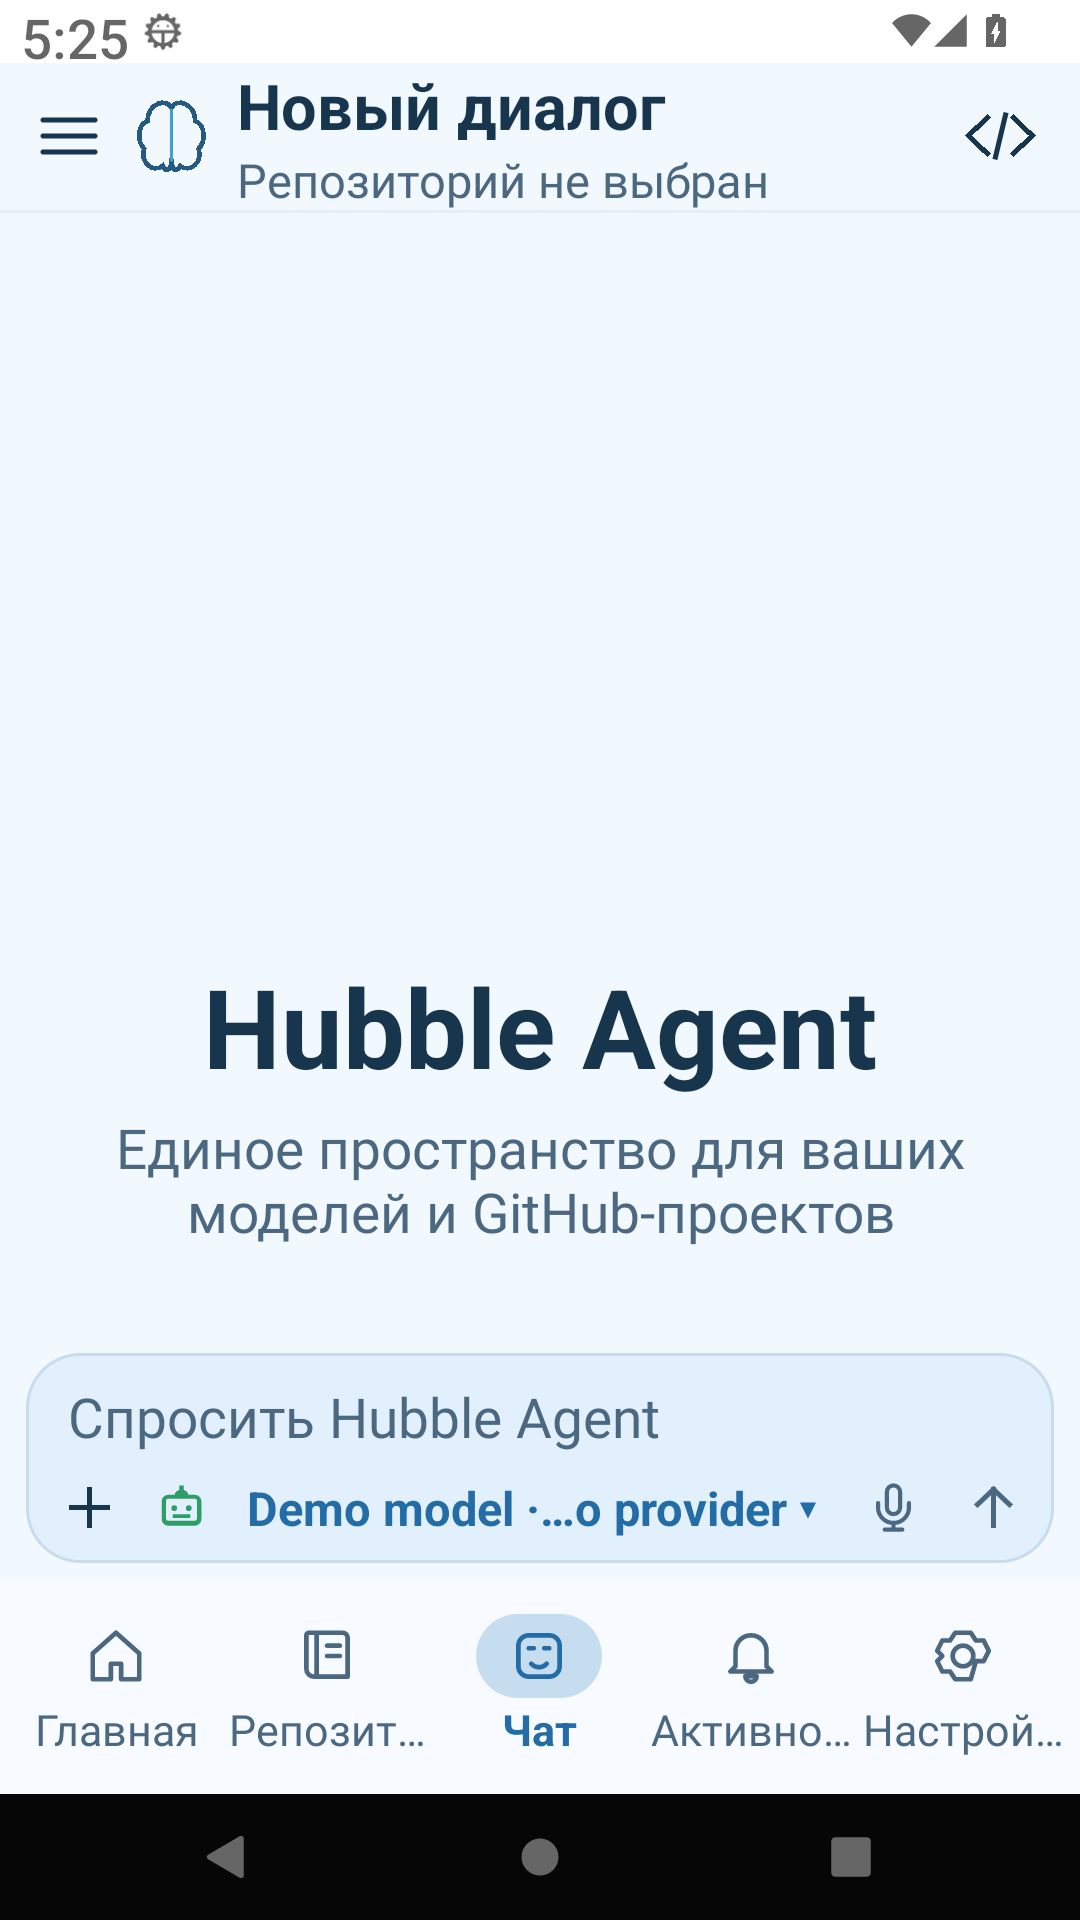 5:25
Новый диалог
Репозиторий не выбран
Hubble Agent
Единое пространство для ваших
моделей и GitHub-проектов
Спросить Hubble Agent
Demo model ·…o provider ▾
Главная
Репозит…
Чат
Активно…
Настрой…